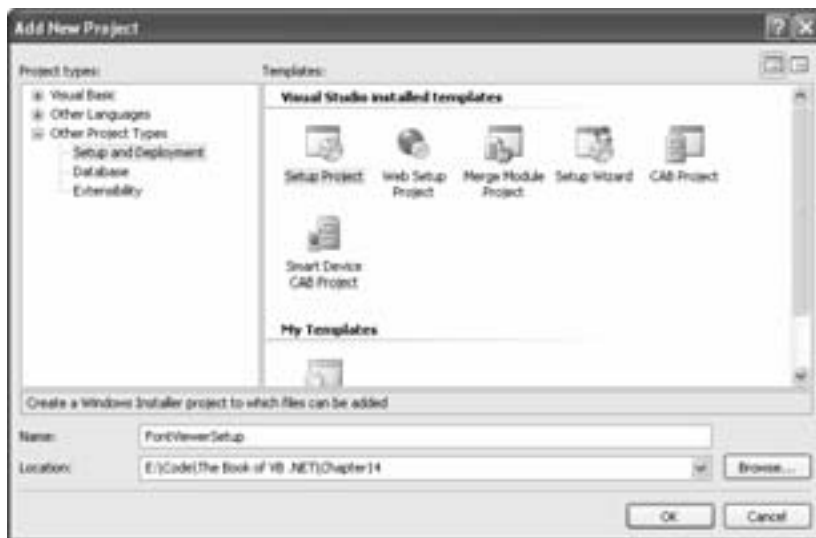 Add New Project
Project types:
Templates:
Visual Basic
Other Languages
Other Project Types
Setup and Deployment
Database
Extensibility
Visual Studio installed templates
Setup Project
Web Setup Project
Merge Module Project
Setup Wizard
CAB Project
Smart Device CAB Project
My Templates
Create a Windows Installer project to which files can be added
Name:
FontViewerSetup
Location:
E:\Code\The Book of VB .NET\Chapter14
Browse...
OK
Cancel